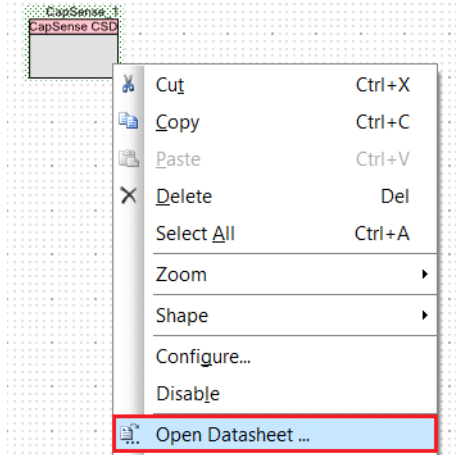 CapSense_1
CapSense CSD
Cut Ctrl+X
Copy Ctrl+C
Paste Ctrl+V
Delete Del
Select All Ctrl+A
Zoom
Shape
Configure...
Disable
Open Datasheet ...